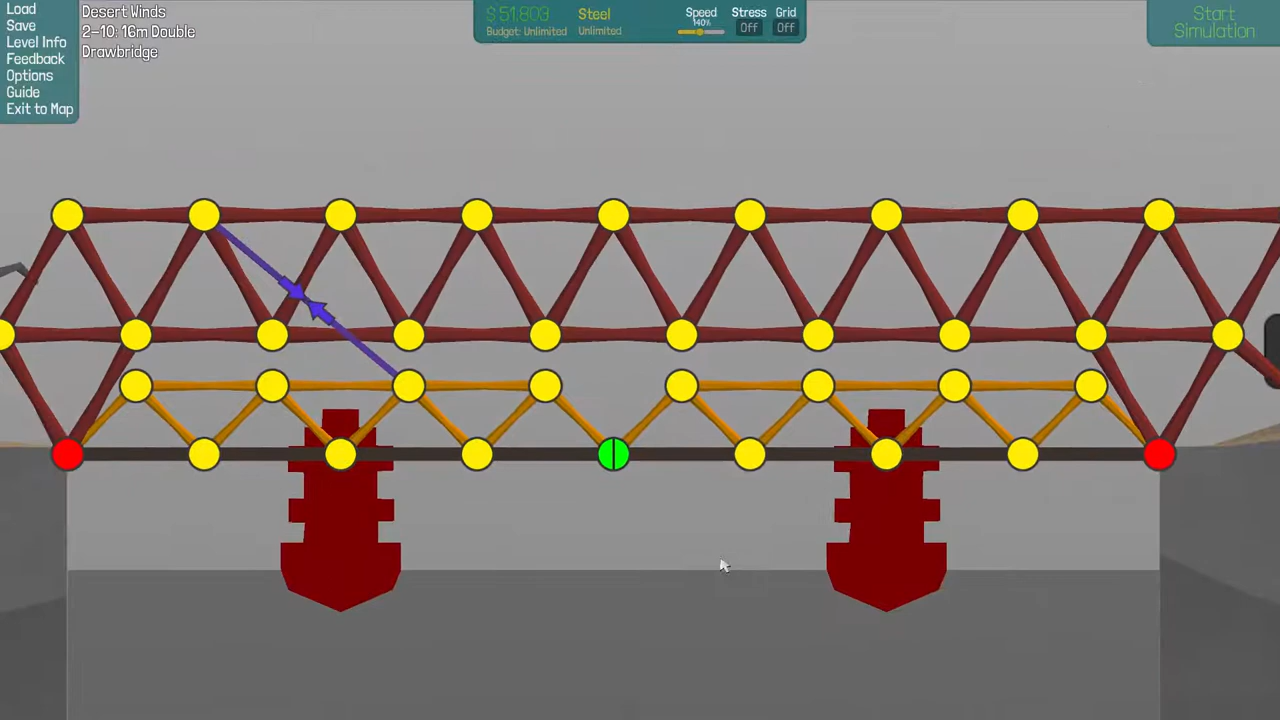 Load
Save
Level Info
Feedback
Options
Guide
Exit to Map
Desert Winds
2-10: 16m Double
Drawbridge
$ 51,803
Budget: Unlimited
Steel
Unlimited
Speed
140%
Stress
Off
Grid
Off
Start
Simulation